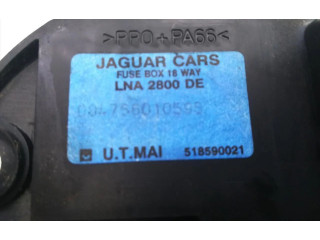 >PPO+PA66<
JAGUAR CARS
FUSE BOX 18 WAY
LNA 2800 DE
U.T.MAI 518590021